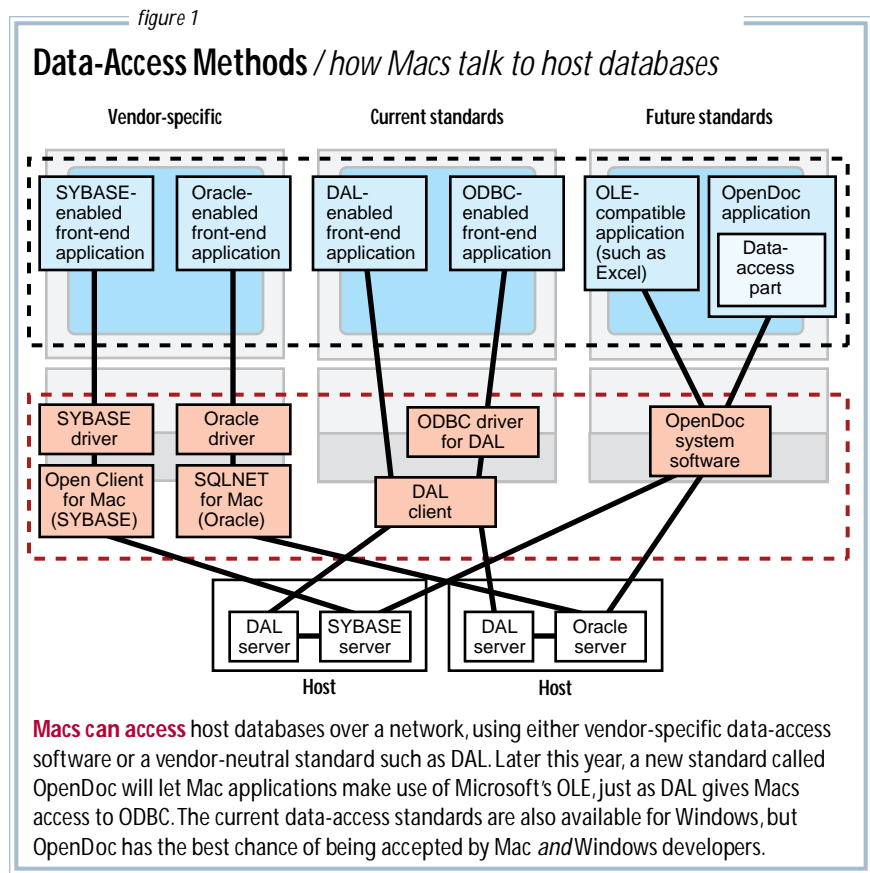 figure 1
Data-Access Methods / how Macs talk to host databases
Vendor-specific
Current standards
Future standards
SYBASE-
enabled
front-end
application
Oracle-
enabled
front-end
application
DAL-
enabled
front-end
application
ODBC-
enabled
front-end
application
OLE-
compatible
application
(such as
Excel)
OpenDoc
application
Data-
access
part
SYBASE
driver
Oracle
driver
ODBC driver
for DAL
OpenDoc
system
software
Open Client
for Mac
(SYBASE)
SQLNET
for Mac
(Oracle)
DAL
client
DAL
server
SYBASE
server
DAL
server
Oracle
server
Host
Host
Macs can access host databases over a network, using either vendor-specific data-access
software or a vendor-neutral standard such as DAL. Later this year, a new standard called
OpenDoc will let Mac applications make use of Microsoft's OLE, just as DAL gives Macs
access to ODBC. The current data-access standards are also available for Windows, but
OpenDoc has the best chance of being accepted by Mac and Windows developers.